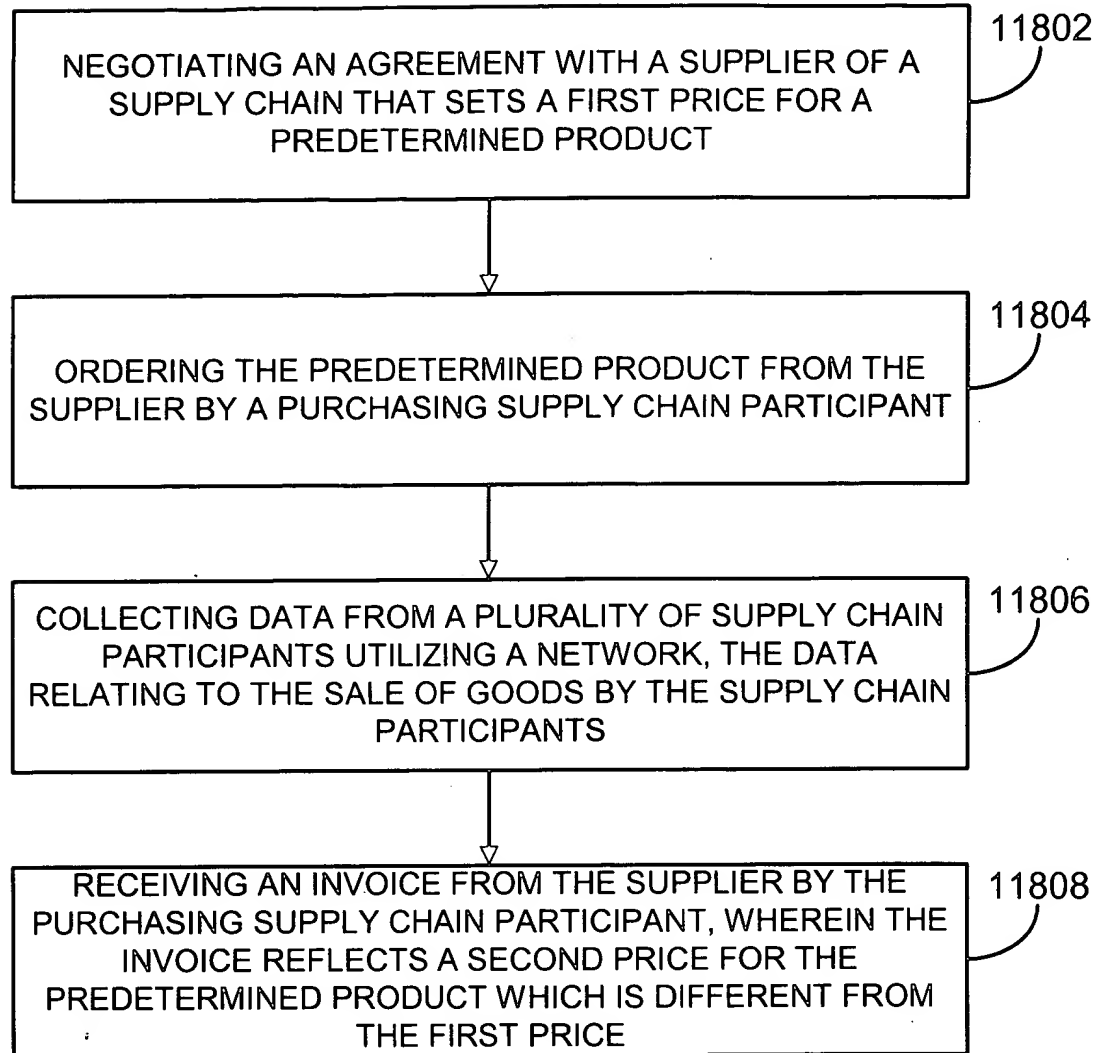 11802
NEGOTIATING AN AGREEMENT WITH A SUPPLIER OF A
SUPPLY CHAIN THAT SETS A FIRST PRICE FOR A
PREDETERMINED PRODUCT
11804
ORDERING THE PREDETERMINED PRODUCT FROM THE
SUPPLIER BY A PURCHASING SUPPLY CHAIN PARTICIPANT
11806
COLLECTING DATA FROM A PLURALITY OF SUPPLY CHAIN
PARTICIPANTS UTILIZING A NETWORK, THE DATA
RELATING TO THE SALE OF GOODS BY THE SUPPLY CHAIN
PARTICIPANTS
11808
RECEIVING AN INVOICE FROM THE SUPPLIER BY THE
PURCHASING SUPPLY CHAIN PARTICIPANT, WHEREIN THE
INVOICE REFLECTS A SECOND PRICE FOR THE
PREDETERMINED PRODUCT WHICH IS DIFFERENT FROM
THE FIRST PRICE